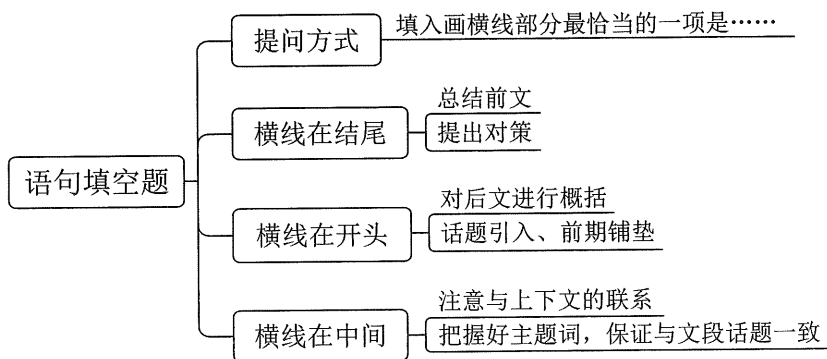 语句填空题
提问方式
填入画横线部分最恰当的一项是……
横线在结尾
总结前文
提出对策
横线在开头
对后文进行概括
话题引入、前期铺垫
横线在中间
注意与上下文的联系
把握好主题词，保证与文段话题一致